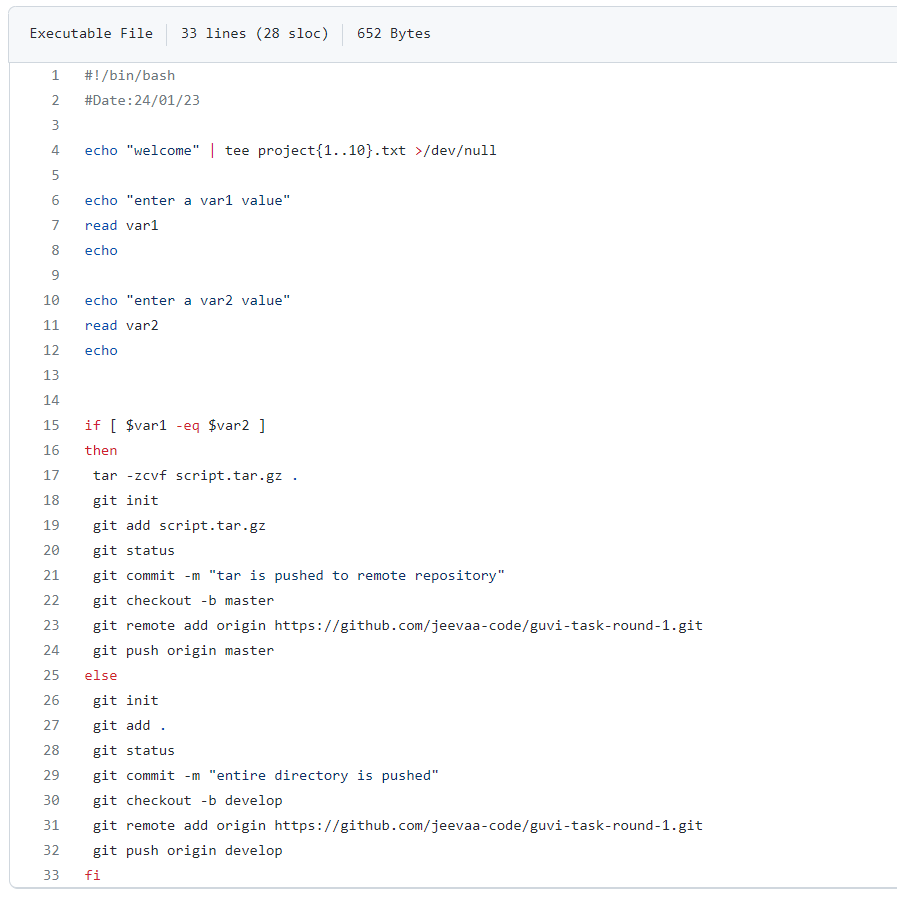 Executable File 33 lines (28 sloc) 652 Bytes
1 #!/bin/bash
2 #Date:24/01/23
3
4 echo "welcome" | tee project{1..10}.txt >/dev/null
5
6 echo "enter a var1 value"
7 read var1
8 echo
9
10 echo "enter a var2 value"
11 read var2
12 echo
13
14
15 if [ $var1 -eq $var2 ]
16 then
17  tar -zcvf script.tar.gz .
18  git init
19  git add script.tar.gz
20  git status
21  git commit -m "tar is pushed to remote repository"
22  git checkout -b master
23  git remote add origin https://github.com/jeevaa-code/guvi-task-round-1.git
24  git push origin master
25 else
26  git init
27  git add .
28  git status
29  git commit -m "entire directory is pushed"
30  git checkout -b develop
31  git remote add origin https://github.com/jeevaa-code/guvi-task-round-1.git
32  git push origin develop
33 fi